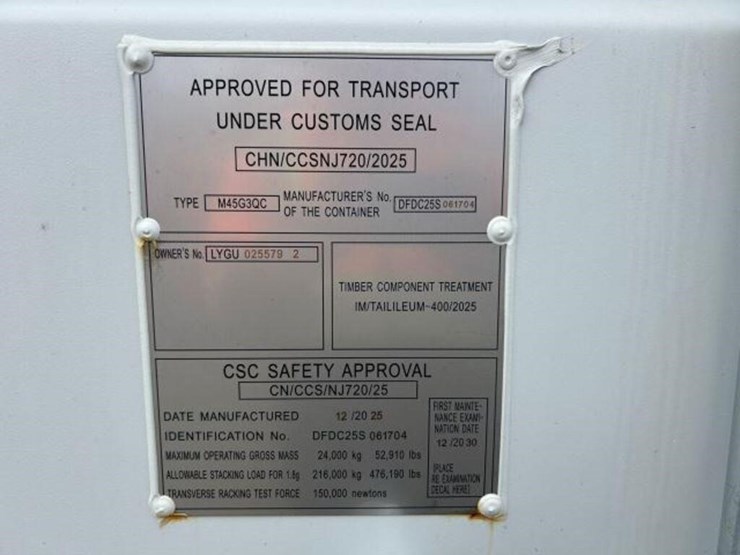 APPROVED FOR TRANSPORT
UNDER CUSTOMS SEAL
CHN/CCSNJ720/2025
TYPE M45G3QC MANUFACTURER'S No. OF THE CONTAINER DFDC25S 061704
OWNER'S No. LYGU 025579 2
TIMBER COMPONENT TREATMENT
IM/TAILILEUM-400/2025
CSC SAFETY APPROVAL
CN/CCS/NJ720/25
DATE MANUFACTURED 12 /20 25
IDENTIFICATION No. DFDC25S 061704
MAXIMUM OPERATING GROSS MASS 24,000 kg 52,910 lbs
ALLOWABLE STACKING LOAD FOR 1.8g 216,000 kg 476,190 lbs
TRANSVERSE RACKING TEST FORCE 150,000 newtons
FIRST MAINTE-
NANCE EXAMI-
NATION DATE
12 /20 30
(PLACE
RE EXAMINATION
DECAL HERE)